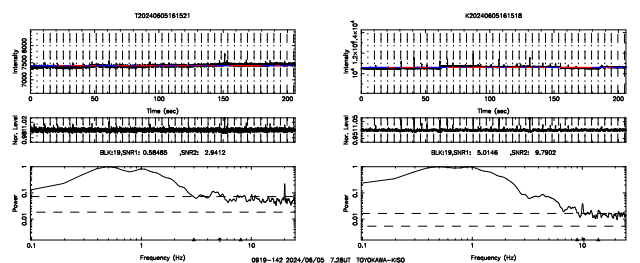 T20240605161521
K20240605161518
Intensity
7000 7500 8000
Intensity
10⁴ 1.2×10⁴ 1.4×10⁴
0 50 100 150 200
0 50 100 150 200
Time (sec)
Time (sec)
Nor. Level
0.9811.02
Nor. Level
0.9511.05
BLK:19,SNR1: 0.58485 ,SNR2: 2.9412
BLK:19,SNR1: 5.0146 ,SNR2: 9.7902
Power
0.01 0.1 1
Power
0.01 0.1 1
0.1 1 10
0.1 1 10
Frequency (Hz)
Frequency (Hz)
0919-142 2024/06/05 7.28UT TOYOKAWA-KISO